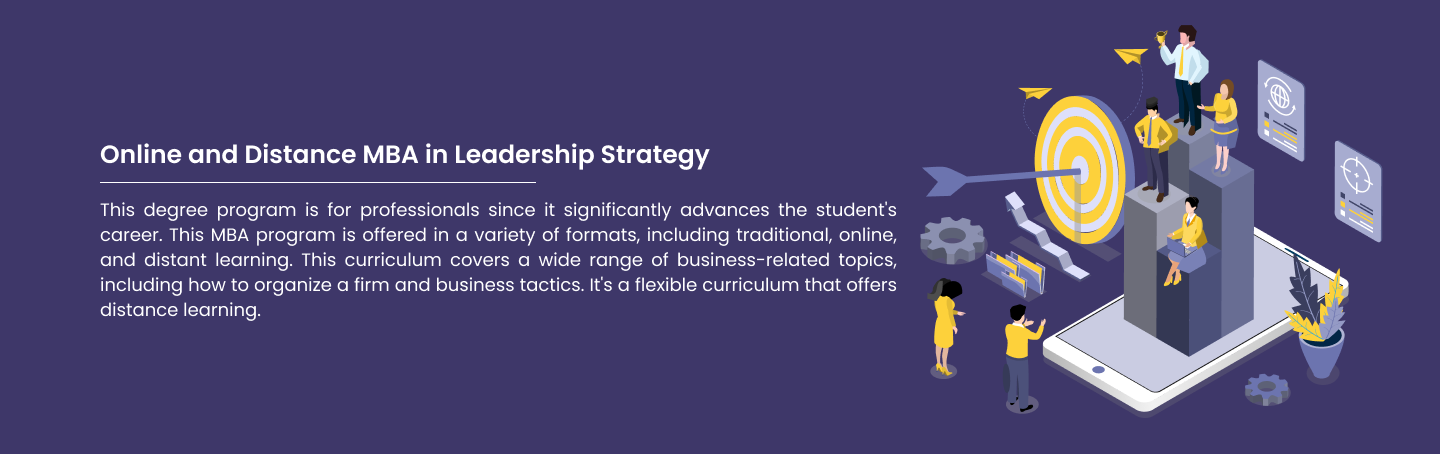 Online and Distance MBA in Leadership Strategy
This degree program is for professionals since it significantly advances the student's
career. This MBA program is offered in a variety of formats, including traditional, online,
and distant learning. This curriculum covers a wide range of business-related topics,
including how to organize a firm and business tactics. It's a flexible curriculum that offers
distance learning.